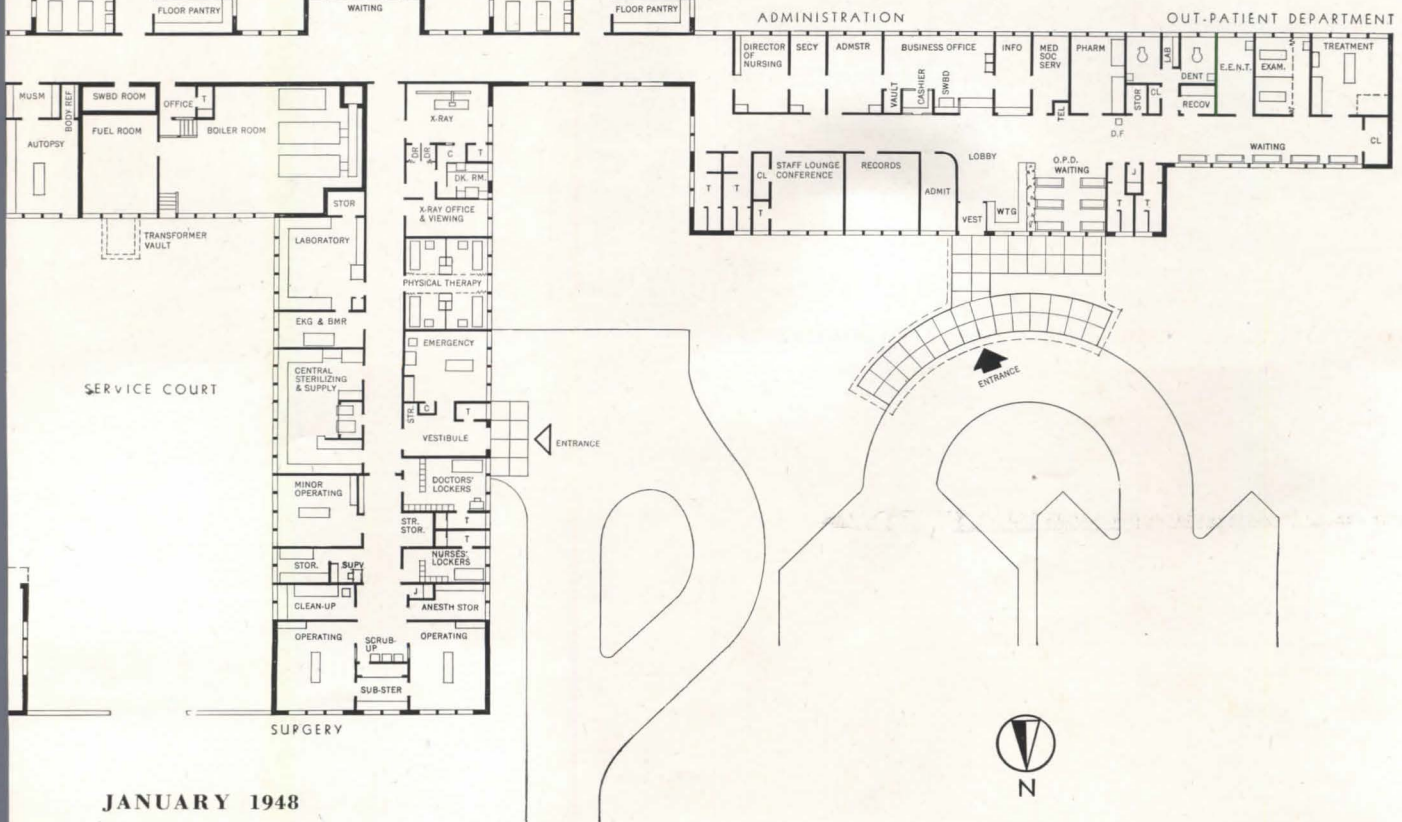 FLOOR PANTRY
WAITING
FLOOR PANTRY
ADMINISTRATION
OUT-PATIENT DEPARTMENT
DIRECTOR
OF
NURSING
SECY
ADMSTR
BUSINESS OFFICE
VAULT
CASHIER
SWBD
INFO
MED
SOC
SERV
PHARM
LAB
DENT
STOR
CL
RECOV
E.E.N.T.
EXAM.
TREATMENT
TEL
D.F
WAITING
CL
MUSM
BODY REF
SWBD ROOM
OFFICE
T
FUEL ROOM
BOILER ROOM
AUTOPSY
STOR
TRANSFORMER
VAULT
X-RAY
DR
DR
C
T
DK. RM.
X-RAY OFFICE
& VIEWING
T
T
CL
T
STAFF LOUNGE
CONFERENCE
RECORDS
ADMIT
LOBBY
VEST
WTG
O.P.D.
WAITING
J
T
T
LABORATORY
PHYSICAL THERAPY
EKG & BMR
EMERGENCY
CENTRAL
STERILIZING
& SUPPLY
STR.
C
T
VESTIBULE
ENTRANCE
ENTRANCE
SERVICE COURT
MINOR
OPERATING
DOCTORS'
LOCKERS
STR.
STOR.
T
T
NURSES'
LOCKERS
STOR.
SUPV
CLEAN-UP
J
ANESTH STOR
OPERATING
SCRUB-
UP
OPERATING
SUB-STER
SURGERY
N
JANUARY 1948